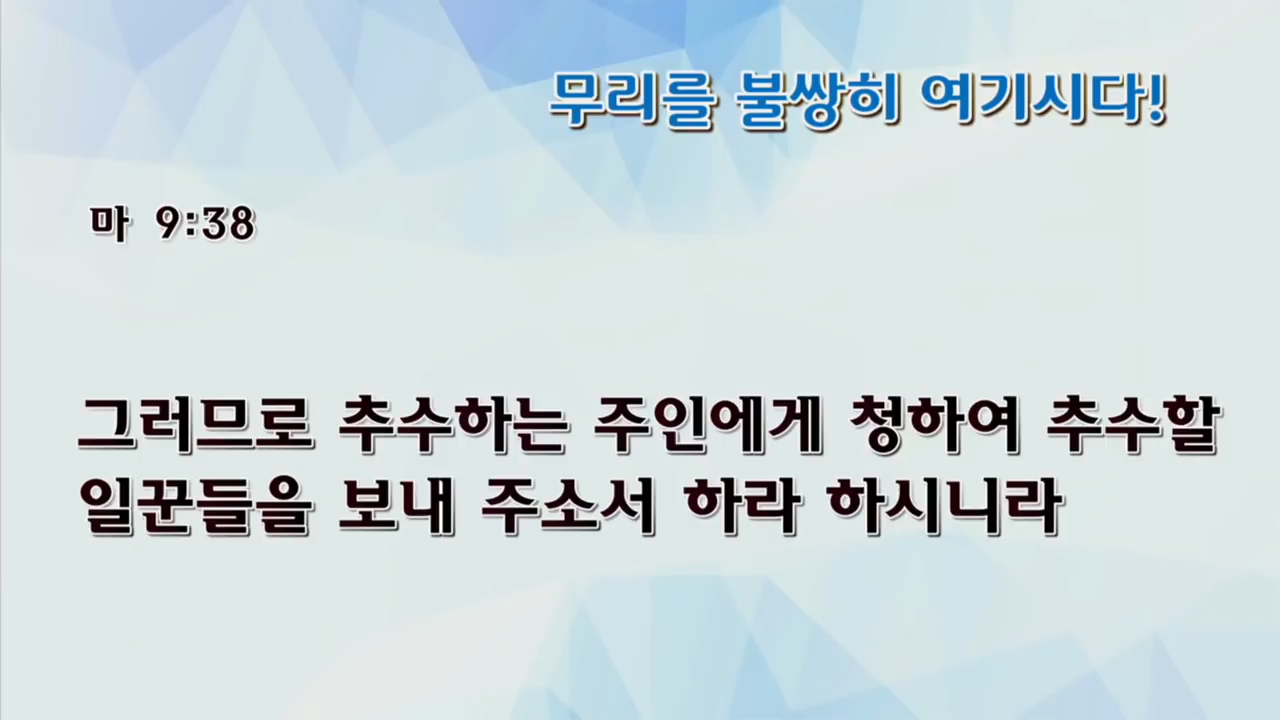 무리를 불쌍히 여기시다!
마 9:38
그러므로 추수하는 주인에게 청하여 추수할
일꾼들을 보내 주소서 하라 하시니라